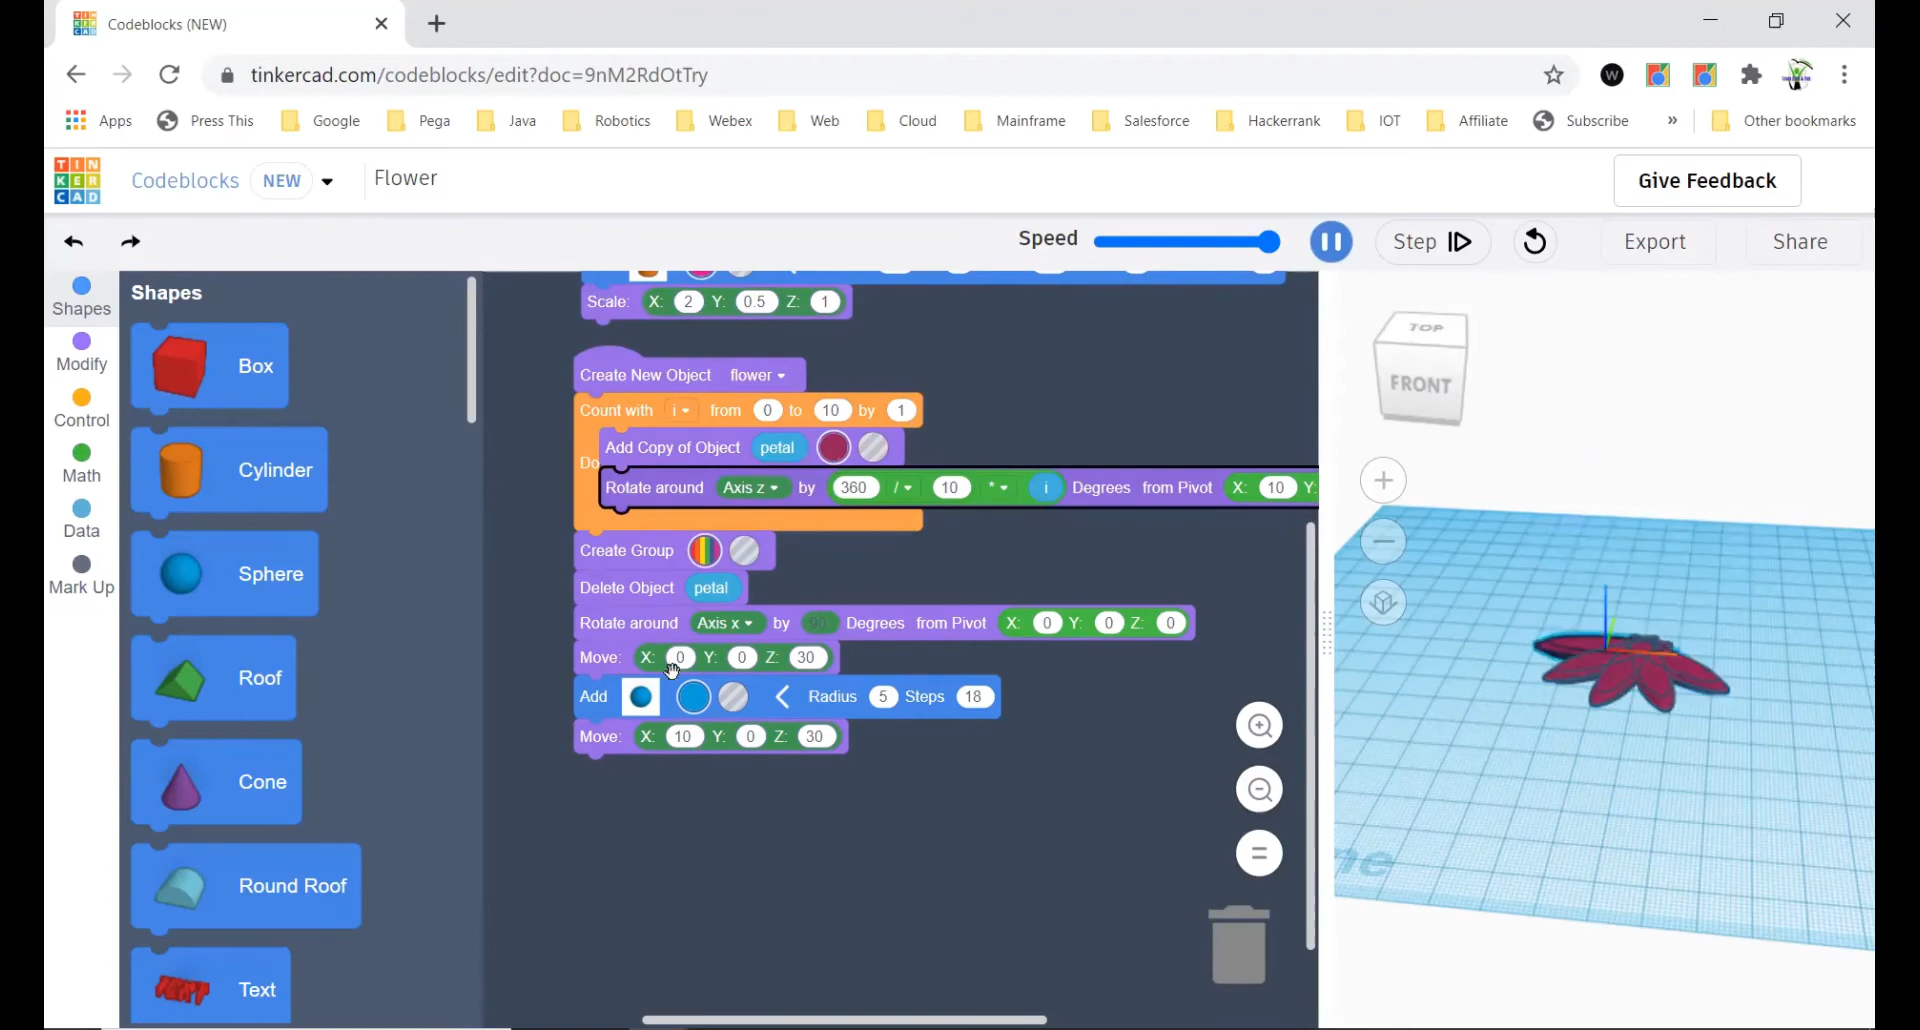 Codeblocks (NEW)
tinkercad.com/codeblocks/edit?doc=9nM2RdOtTry
W
Apps Press This Google Pega Java Robotics Webex Web Cloud Mainframe Salesforce Hackerrank IOT Affiliate Subscribe » Other bookmarks
TIN
KER
CAD
Codeblocks NEW Flower
Give Feedback
Speed Step Export Share
Shapes
Modify
Control
Math
Data
Mark Up
Shapes
Box
Cylinder
Sphere
Roof
Cone
Round Roof
Text
Scale: X: 2 Y: 0.5 Z: 1
Create New Object flower
Count with i from 0 to 10 by 1
Do
Add Copy of Object petal
Rotate around Axis z by 360 / 10 * i Degrees from Pivot X: 10 Y:
Create Group
Delete Object petal
Rotate around Axis x by 90 Degrees from Pivot X: 0 Y: 0 Z: 0
Move: X: 0 Y: 0 Z: 30
Add Radius 5 Steps 18
Move: X: 10 Y: 0 Z: 30
TOP
FRONT
ne